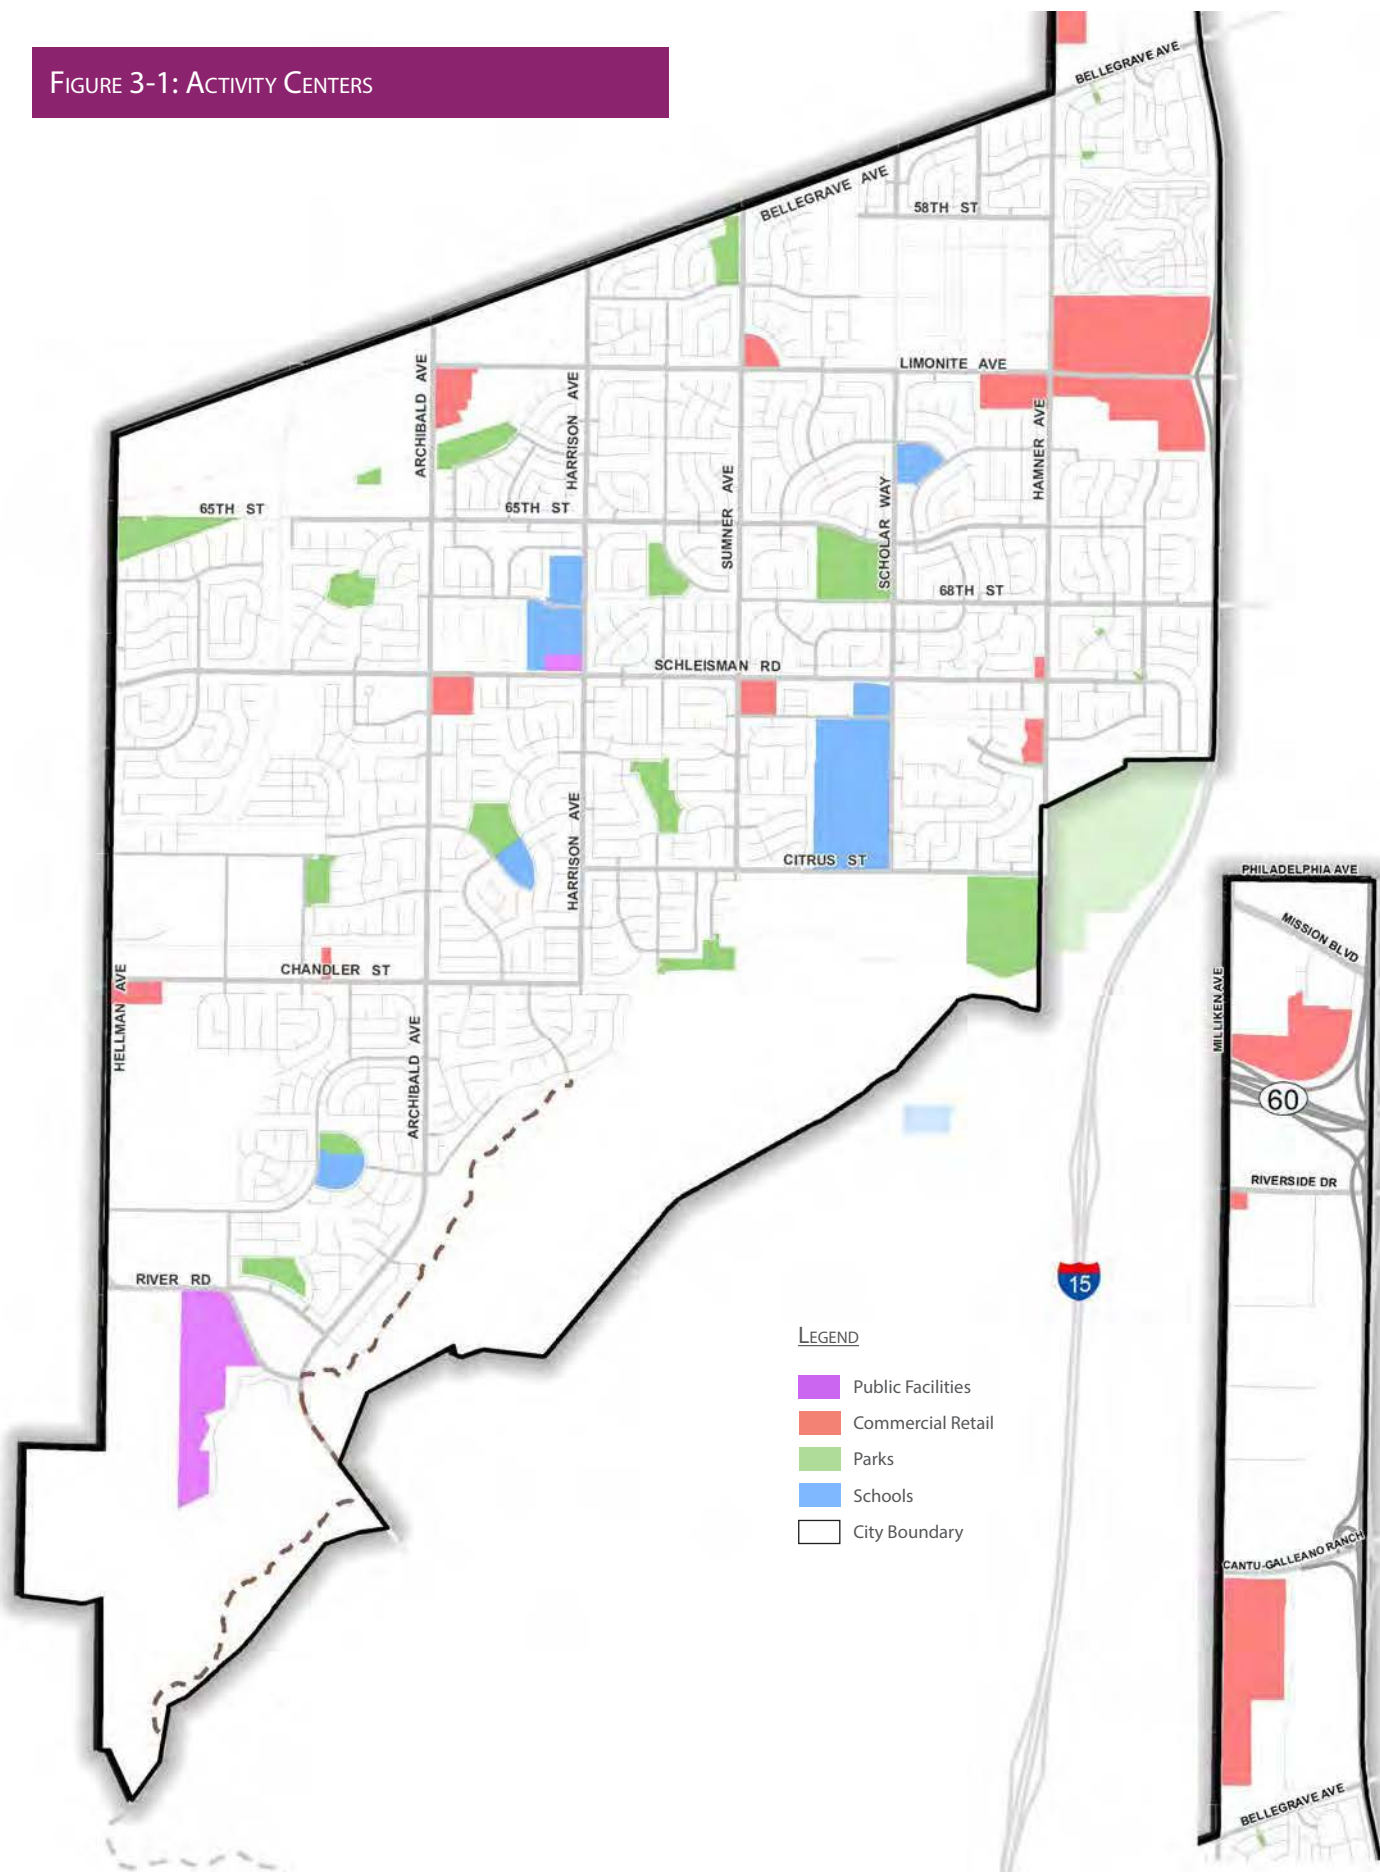 FIGURE 3-1: ACTIVITY CENTERS
BELLEGRAVE AVE
BELLEGRAVE AVE
58TH ST
LIMONITE AVE
ARCHIBALD AVE
HARRISON AVE
HAMNER AVE
SUMNER AVE
SCHOLAR WAY
65TH ST
65TH ST
68TH ST
SCHLEISMAN RD
HARRISON AVE
CITRUS ST
PHILADELPHIA AVE
MISSION BLVD
MILLIKEN AVE
CHANDLER ST
HELLMAN AVE
ARCHIBALD AVE
60
RIVERSIDE DR
RIVER RD
15
LEGEND
Public Facilities
Commercial Retail
Parks
Schools
City Boundary
CANTU-GALLEANO RANCH
BELLEGRAVE AVE